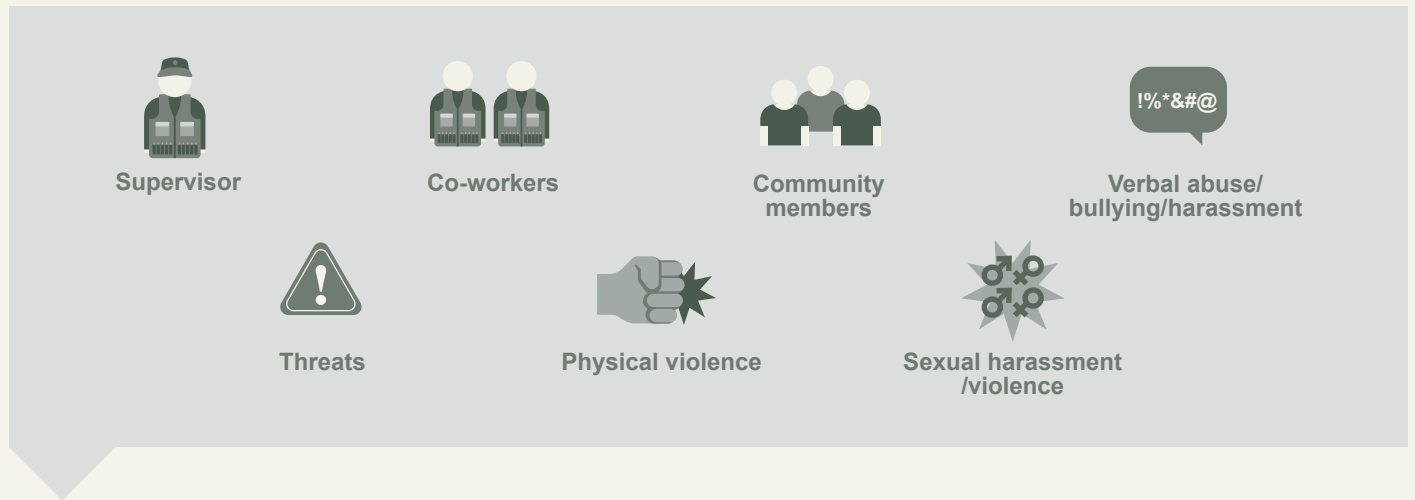 !%*&#@
Supervisor
Co-workers
Community
members
Verbal abuse/
bullying/harassment
Threats
Physical violence
Sexual harassment
/violence